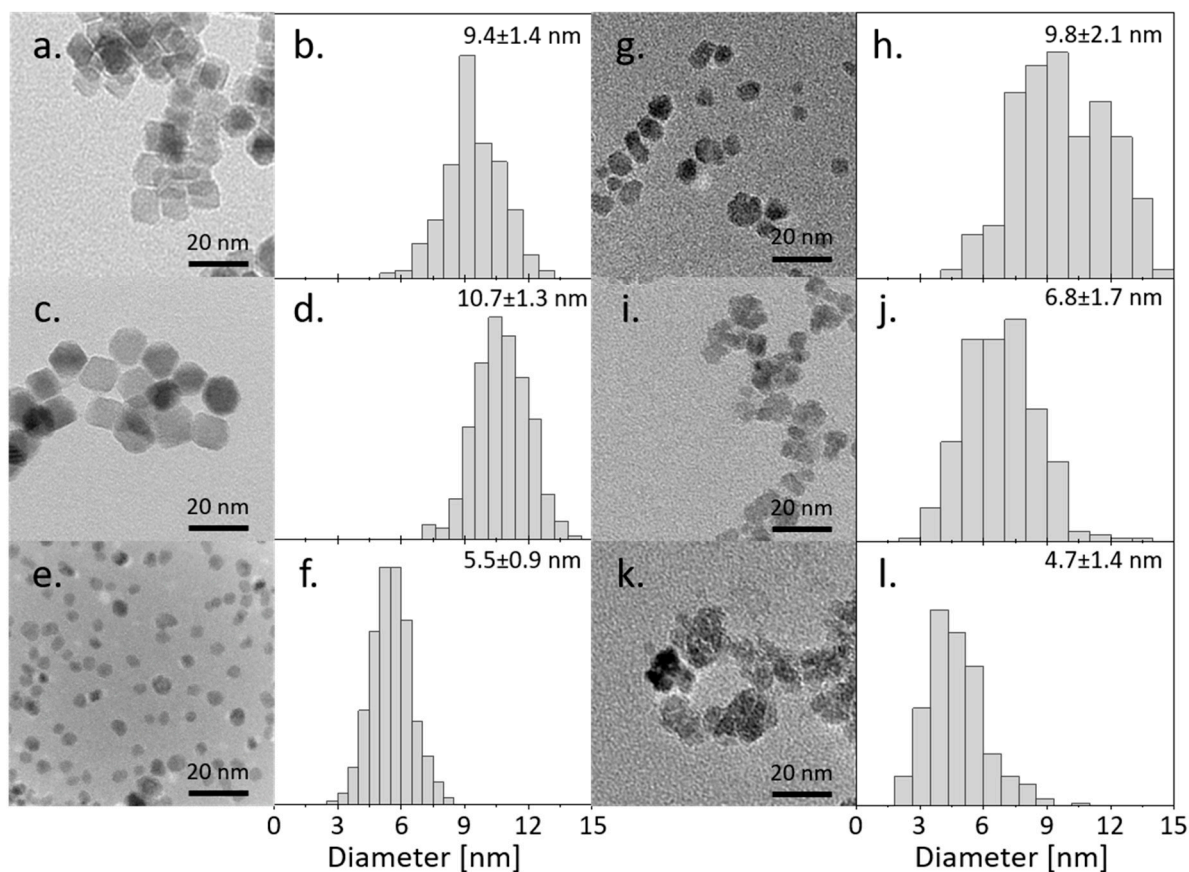 a.
20 nm
b.
9.4±1.4 nm
g.
20 nm
h.
9.8±2.1 nm
c.
20 nm
d.
10.7±1.3 nm
i.
20 nm
j.
6.8±1.7 nm
e.
20 nm
f.
5.5±0.9 nm
k.
20 nm
l.
4.7±1.4 nm
0 3 6 9 12 15
Diameter [nm]
0 3 6 9 12 15
Diameter [nm]